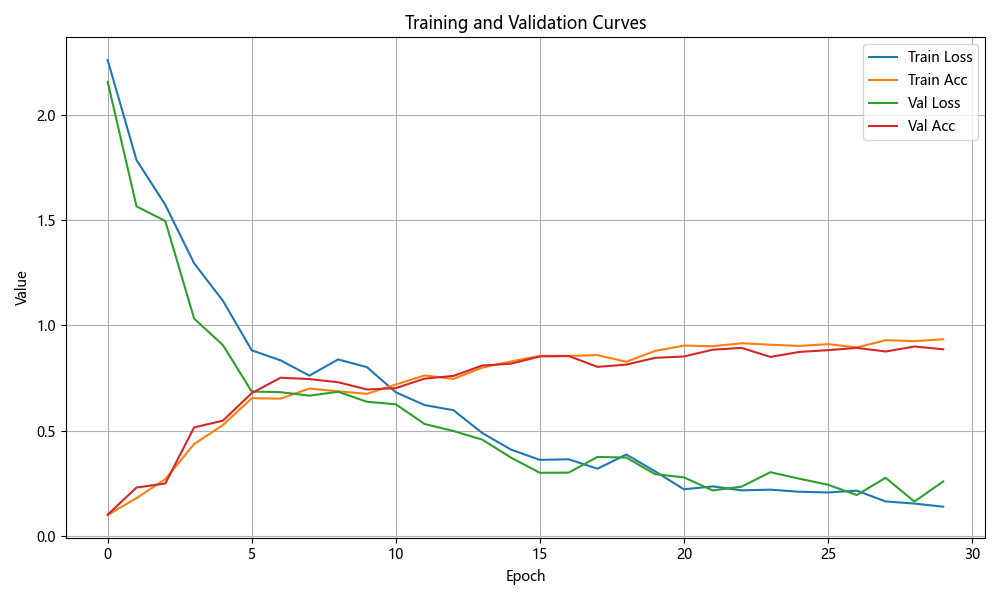 Training and Validation Curves
Train Loss
Train Acc
Val Loss
Val Acc
2.0
1.5
1.0
0.5
0.0
Value
0 5 10 15 20 25 30
Epoch